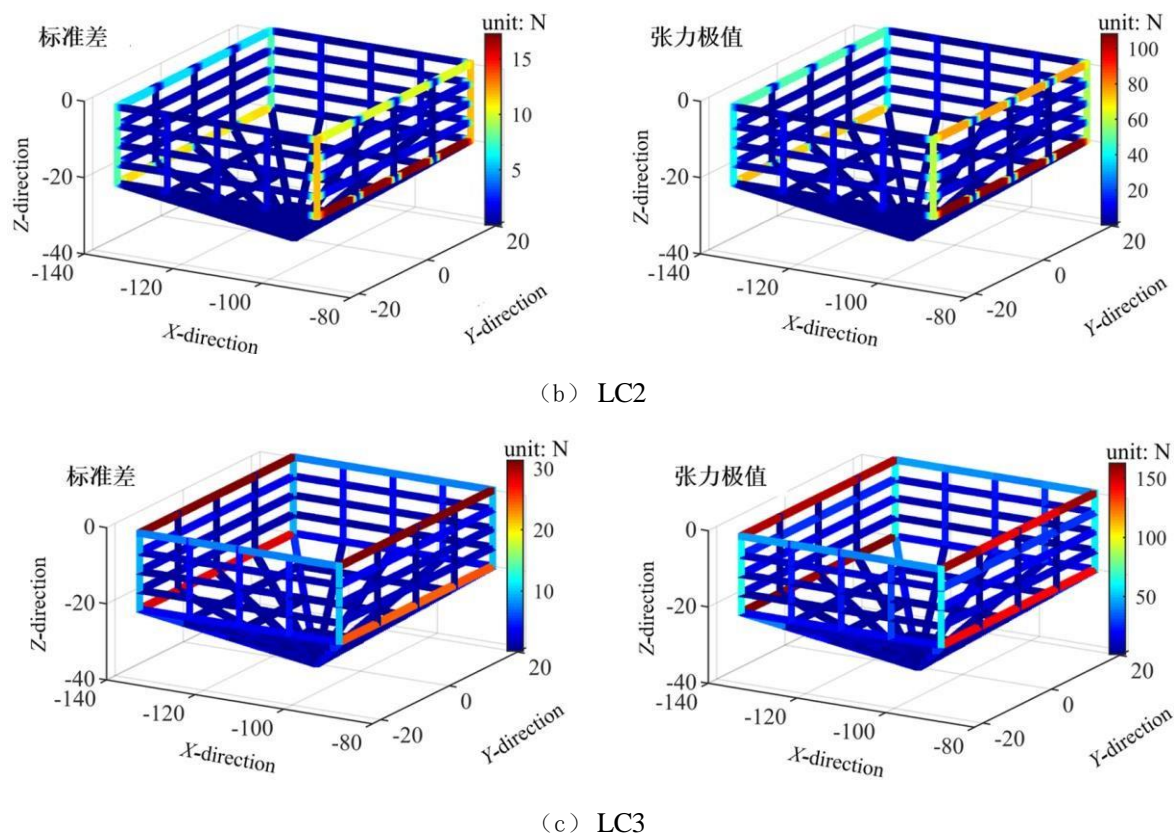 标准差
unit: N
15
10
5
0
-20
-40
-140
-120
-100
-80
-20
0
20
Z-direction
X-direction
Y-direction
张力极值
unit: N
100
80
60
40
20
0
-20
-40
-140
-120
-100
-80
-20
0
20
Z-direction
X-direction
Y-direction
（b） LC2
标准差
unit: N
30
20
10
0
-20
-40
-140
-120
-100
-80
-20
0
20
Z-direction
X-direction
Y-direction
张力极值
unit: N
150
100
50
0
-20
-40
-140
-120
-100
-80
-20
0
20
Z-direction
X-direction
Y-direction
（c） LC3